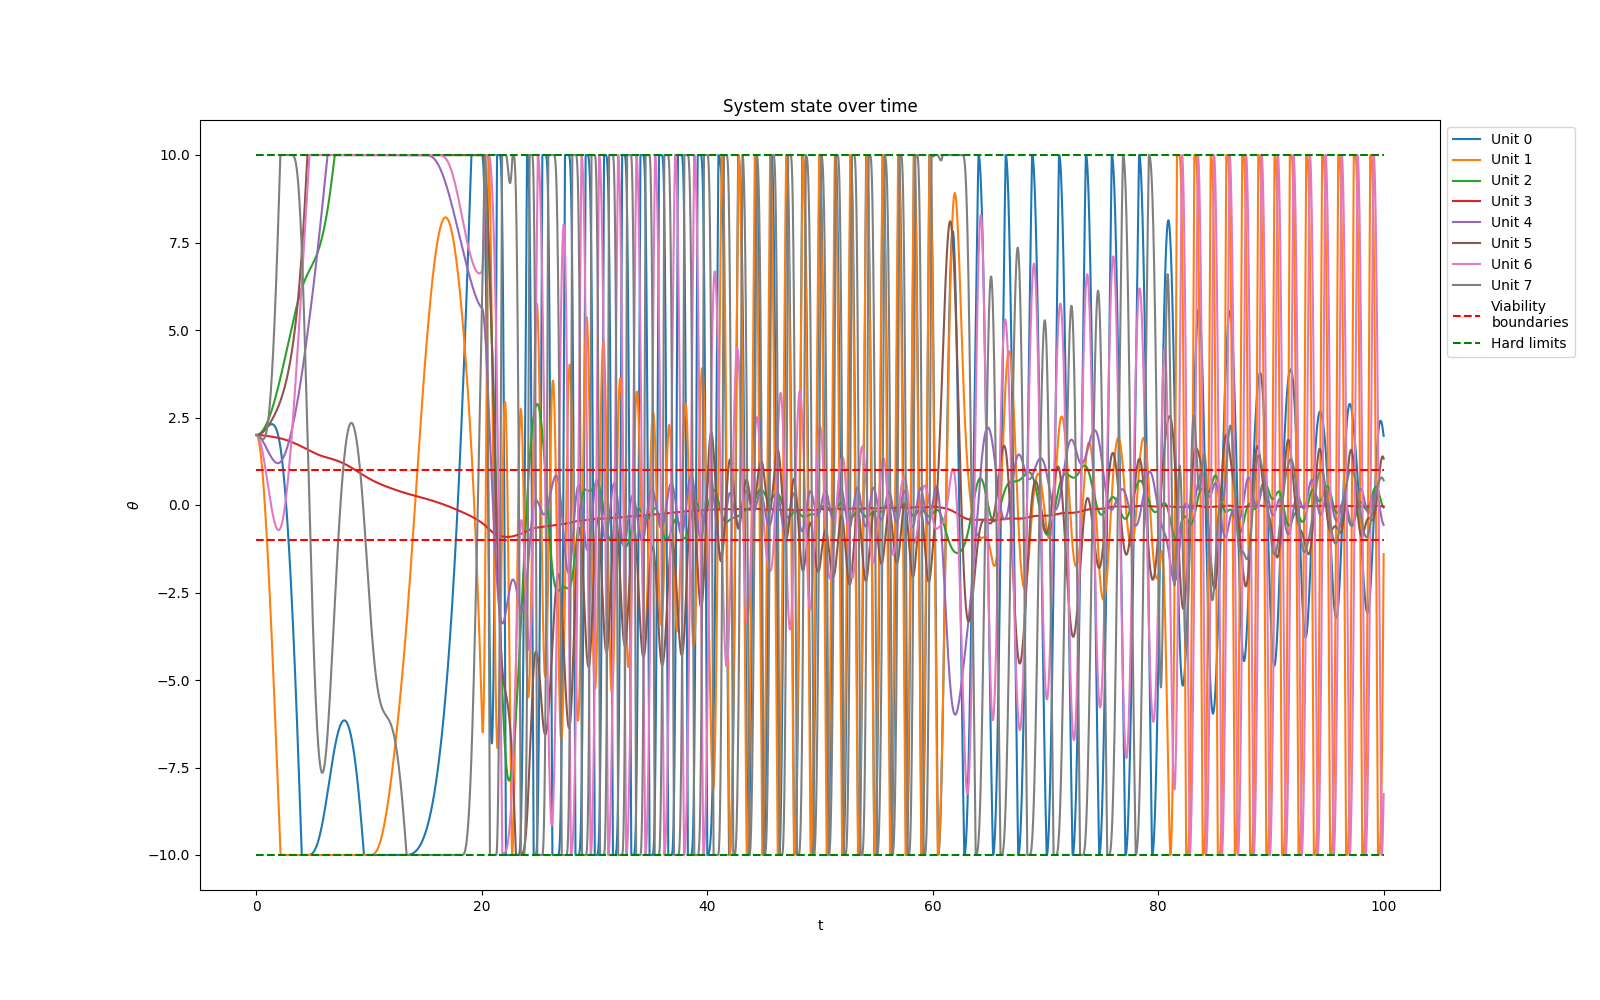 System state over time
10.0
7.5
5.0
2.5
0.0
−2.5
−5.0
−7.5
−10.0
θ
0
20
40
60
80
100
t
Unit 0
Unit 1
Unit 2
Unit 3
Unit 4
Unit 5
Unit 6
Unit 7
Viability
boundaries
Hard limits